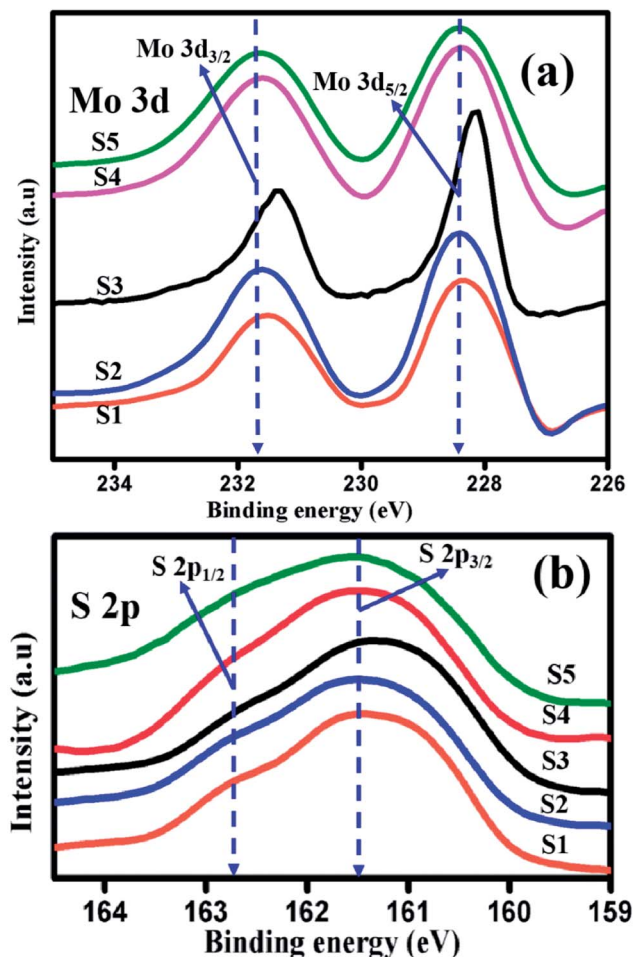 (a)
Mo 3d3/2
Mo 3d5/2
Mo 3d
S5
S4
S3
S2
S1
Intensity (a.u)
234 232 230 228 226
Binding energy (eV)
(b)
S 2p1/2
S 2p3/2
S 2p
S5
S4
S3
S2
S1
Intensity (a.u)
164 163 162 161 160 159
Binding energy (eV)